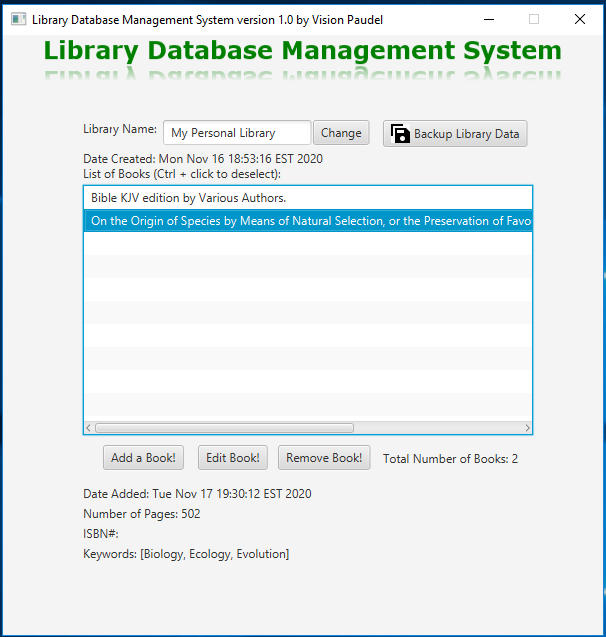 Library Database Management System version 1.0 by Vision Paudel
Library Database Management System
Library Name: My Personal Library Change Backup Library Data
Date Created: Mon Nov 16 18:53:16 EST 2020
List of Books (Ctrl + click to deselect):
Bible KJV edition by Various Authors.
On the Origin of Species by Means of Natural Selection, or the Preservation of Favo
Add a Book! Edit Book! Remove Book! Total Number of Books: 2
Date Added: Tue Nov 17 19:30:12 EST 2020
Number of Pages: 502
ISBN#:
Keywords: [Biology, Ecology, Evolution]